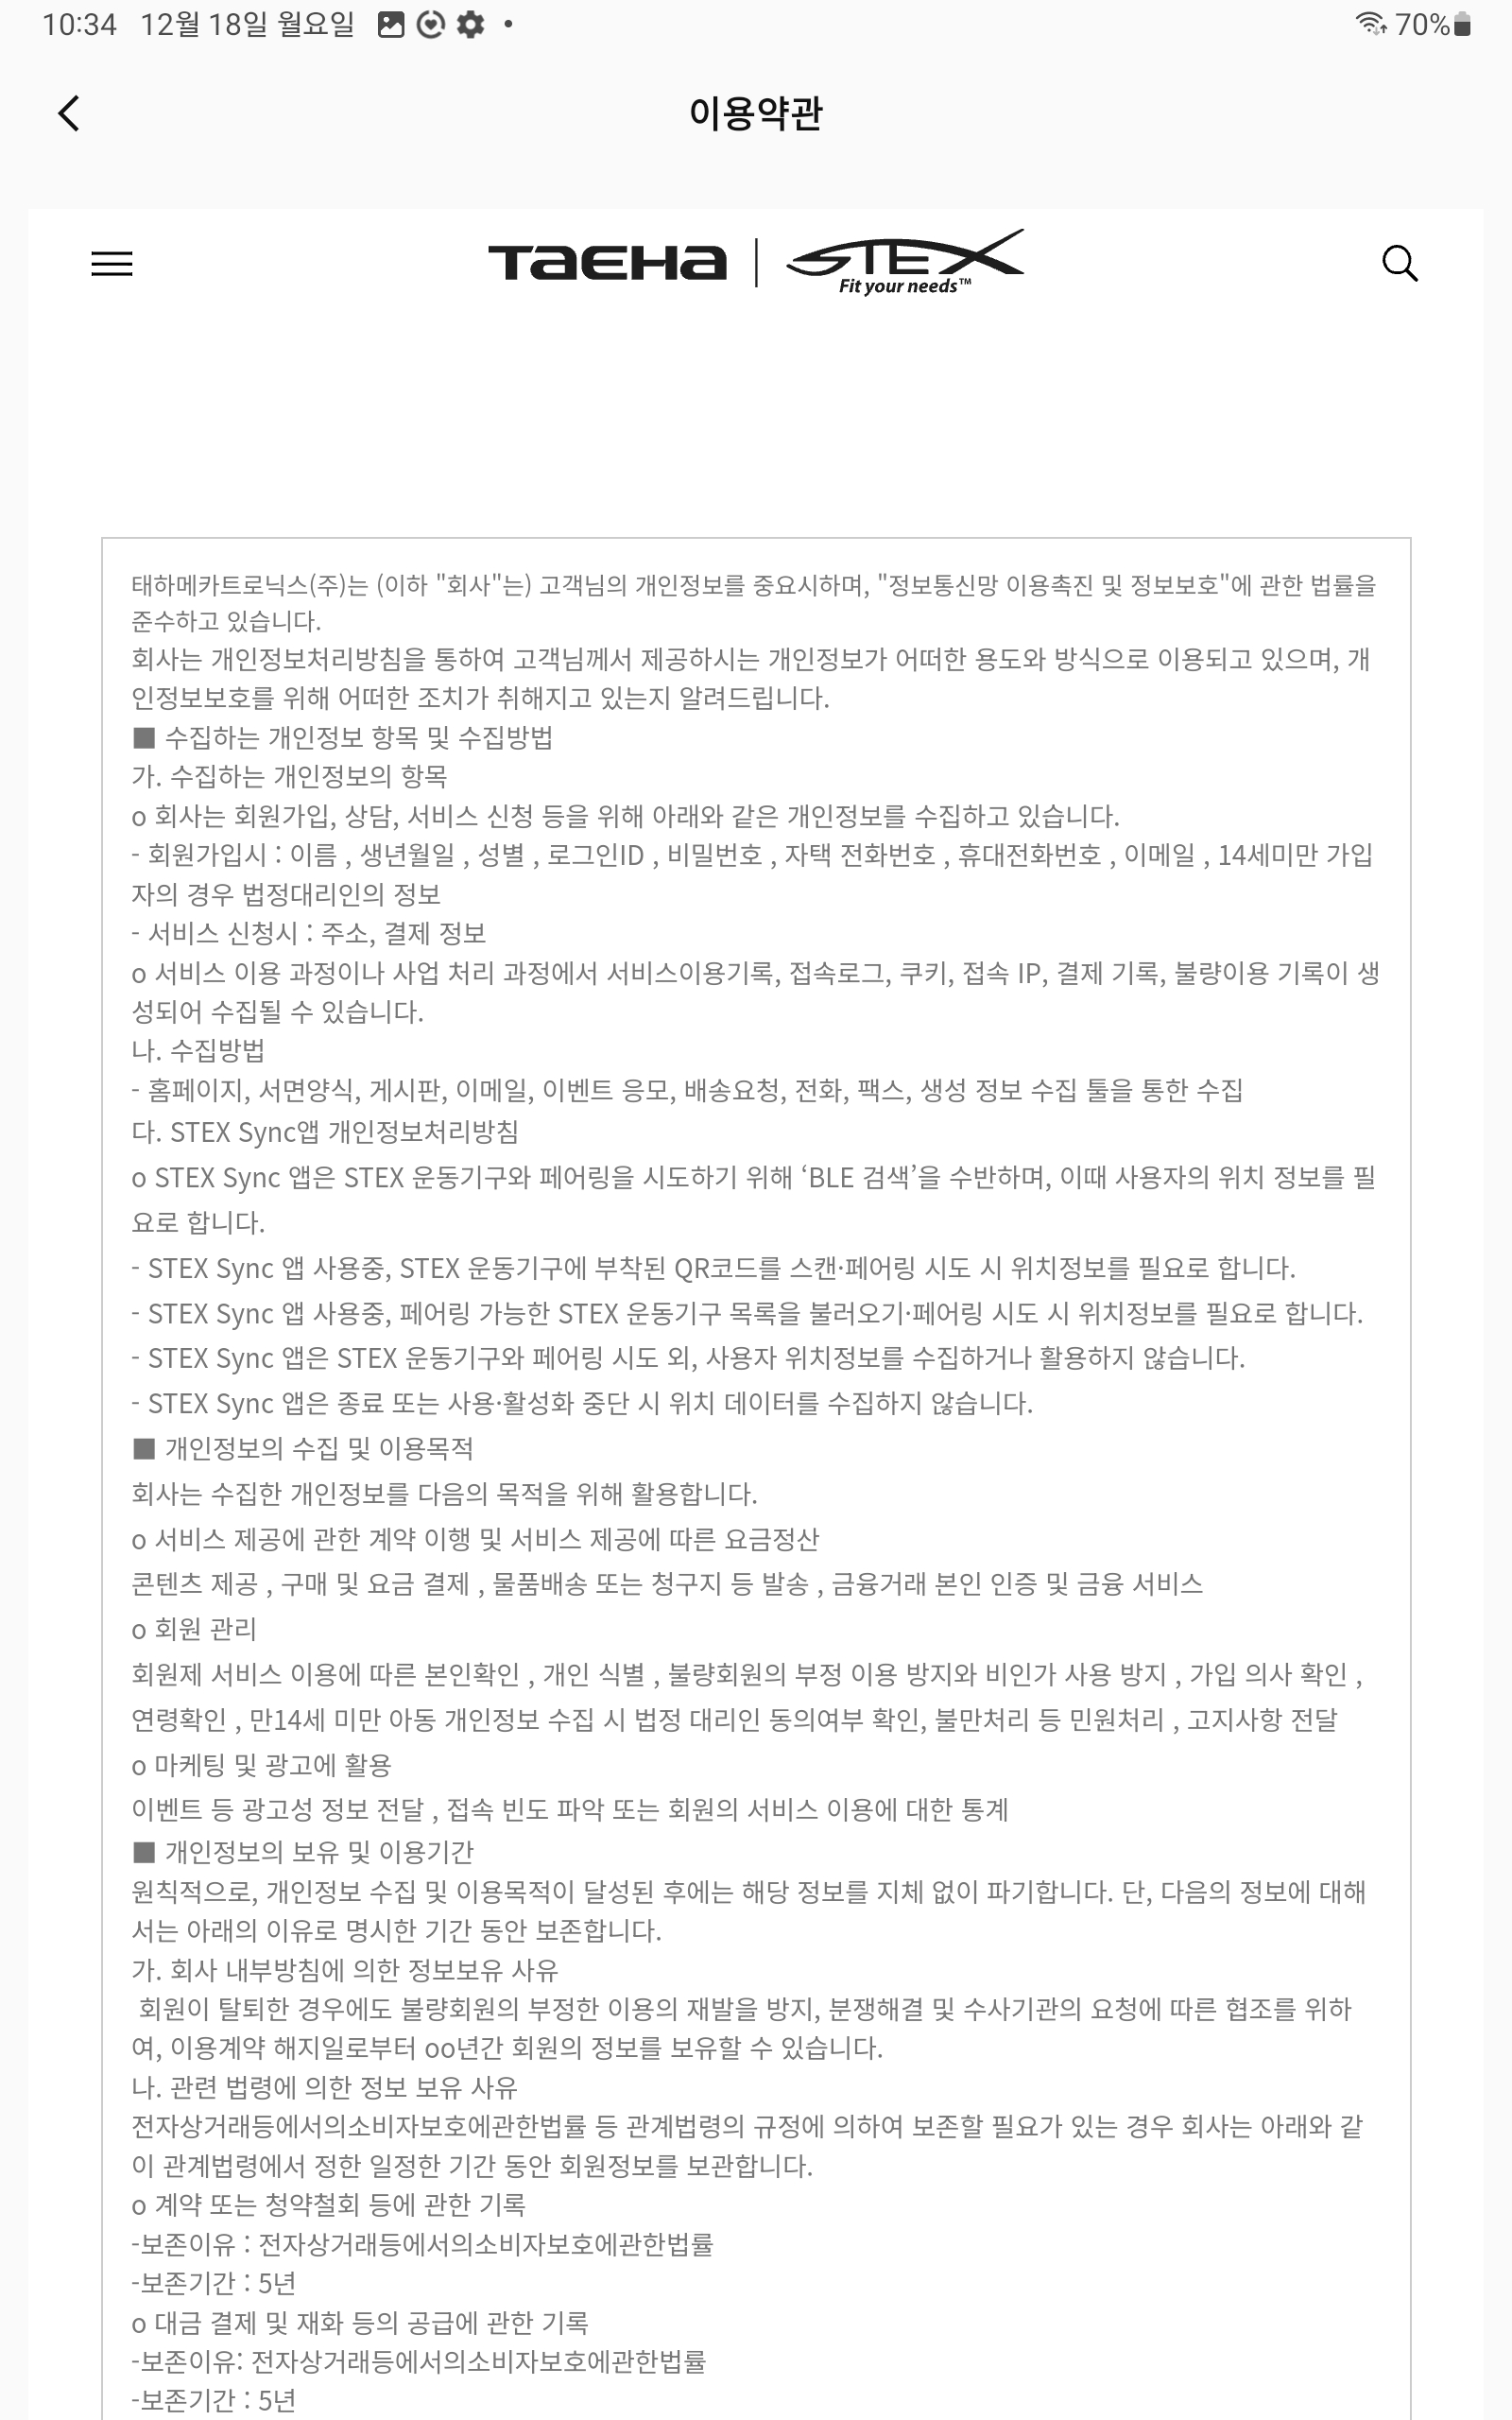 10:34 12월 18일 월요일
70%
이용약관
TAEHA | STEX
Fit your needs™
태하메카트로닉스(주)는 (이하 "회사"는) 고객님의 개인정보를 중요시하며, "정보통신망 이용촉진 및 정보보호"에 관한 법률을
준수하고 있습니다.
회사는 개인정보처리방침을 통하여 고객님께서 제공하시는 개인정보가 어떠한 용도와 방식으로 이용되고 있으며, 개
인정보보호를 위해 어떠한 조치가 취해지고 있는지 알려드립니다.
■ 수집하는 개인정보 항목 및 수집방법
가. 수집하는 개인정보의 항목
o 회사는 회원가입, 상담, 서비스 신청 등을 위해 아래와 같은 개인정보를 수집하고 있습니다.
- 회원가입시 : 이름 , 생년월일 , 성별 , 로그인ID , 비밀번호 , 자택 전화번호 , 휴대전화번호 , 이메일 , 14세미만 가입
자의 경우 법정대리인의 정보
- 서비스 신청시 : 주소, 결제 정보
o 서비스 이용 과정이나 사업 처리 과정에서 서비스이용기록, 접속로그, 쿠키, 접속 IP, 결제 기록, 불량이용 기록이 생
성되어 수집될 수 있습니다.
나. 수집방법
- 홈페이지, 서면양식, 게시판, 이메일, 이벤트 응모, 배송요청, 전화, 팩스, 생성 정보 수집 툴을 통한 수집
다. STEX Sync앱 개인정보처리방침
o STEX Sync 앱은 STEX 운동기구와 페어링을 시도하기 위해 ‘BLE 검색’을 수반하며, 이때 사용자의 위치 정보를 필
요로 합니다.
- STEX Sync 앱 사용중, STEX 운동기구에 부착된 QR코드를 스캔·페어링 시도 시 위치정보를 필요로 합니다.
- STEX Sync 앱 사용중, 페어링 가능한 STEX 운동기구 목록을 불러오기·페어링 시도 시 위치정보를 필요로 합니다.
- STEX Sync 앱은 STEX 운동기구와 페어링 시도 외, 사용자 위치정보를 수집하거나 활용하지 않습니다.
- STEX Sync 앱은 종료 또는 사용·활성화 중단 시 위치 데이터를 수집하지 않습니다.
■ 개인정보의 수집 및 이용목적
회사는 수집한 개인정보를 다음의 목적을 위해 활용합니다.
o 서비스 제공에 관한 계약 이행 및 서비스 제공에 따른 요금정산
콘텐츠 제공 , 구매 및 요금 결제 , 물품배송 또는 청구지 등 발송 , 금융거래 본인 인증 및 금융 서비스
o 회원 관리
회원제 서비스 이용에 따른 본인확인 , 개인 식별 , 불량회원의 부정 이용 방지와 비인가 사용 방지 , 가입 의사 확인 ,
연령확인 , 만14세 미만 아동 개인정보 수집 시 법정 대리인 동의여부 확인, 불만처리 등 민원처리 , 고지사항 전달
o 마케팅 및 광고에 활용
이벤트 등 광고성 정보 전달 , 접속 빈도 파악 또는 회원의 서비스 이용에 대한 통계
■ 개인정보의 보유 및 이용기간
원칙적으로, 개인정보 수집 및 이용목적이 달성된 후에는 해당 정보를 지체 없이 파기합니다. 단, 다음의 정보에 대해
서는 아래의 이유로 명시한 기간 동안 보존합니다.
가. 회사 내부방침에 의한 정보보유 사유
회원이 탈퇴한 경우에도 불량회원의 부정한 이용의 재발을 방지, 분쟁해결 및 수사기관의 요청에 따른 협조를 위하
여, 이용계약 해지일로부터 oo년간 회원의 정보를 보유할 수 있습니다.
나. 관련 법령에 의한 정보 보유 사유
전자상거래등에서의소비자보호에관한법률 등 관계법령의 규정에 의하여 보존할 필요가 있는 경우 회사는 아래와 같
이 관계법령에서 정한 일정한 기간 동안 회원정보를 보관합니다.
o 계약 또는 청약철회 등에 관한 기록
-보존이유 : 전자상거래등에서의소비자보호에관한법률
-보존기간 : 5년
o 대금 결제 및 재화 등의 공급에 관한 기록
-보존이유: 전자상거래등에서의소비자보호에관한법률
-보존기간 : 5년